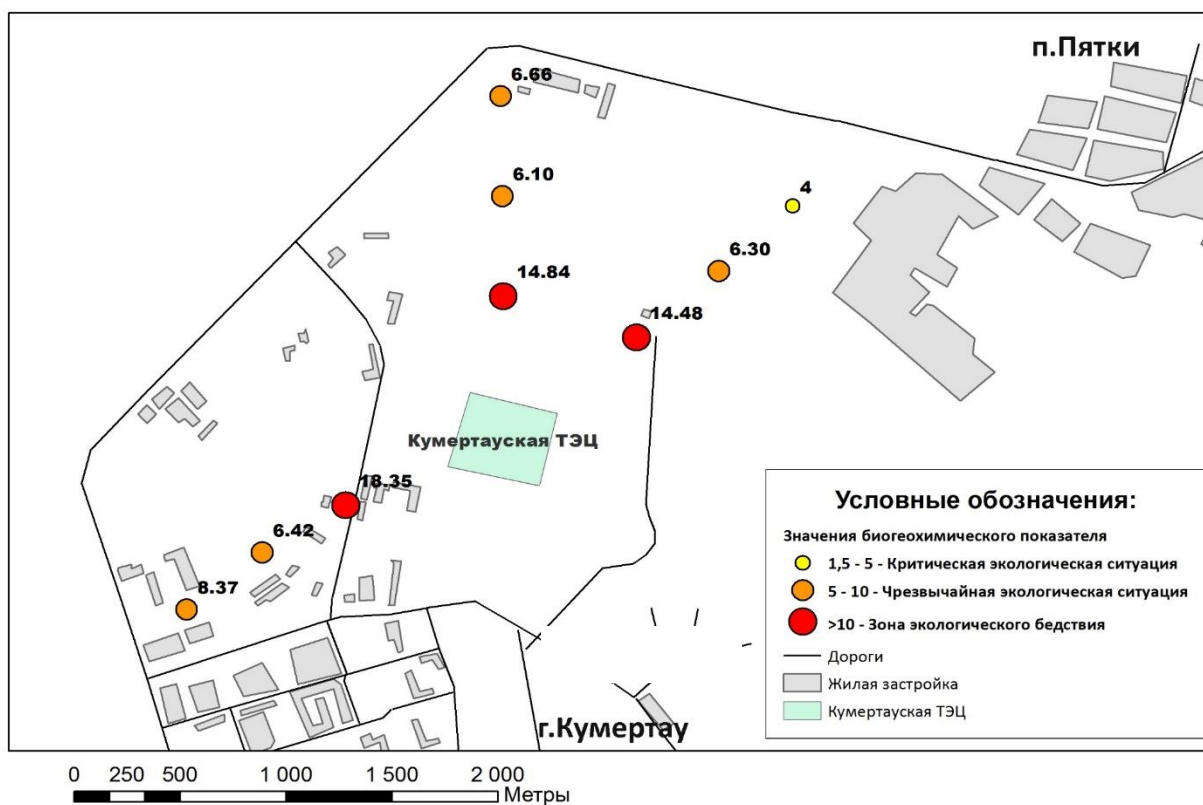 п.Пятки
6.66
6.10
4
6.30
14.84
14.48
Кумертауская ТЭЦ
18.35
6.42
8.37
г.Кумертау
Условные обозначения:
Значения биогеохимического показателя
1,5 - 5 - Критическая экологическая ситуация
5 - 10 - Чрезвычайная экологическая ситуация
>10 - Зона экологического бедствия
Дороги
Жилая застройка
Кумертауская ТЭЦ
0 250 500 1 000 1 500 2 000
Метры